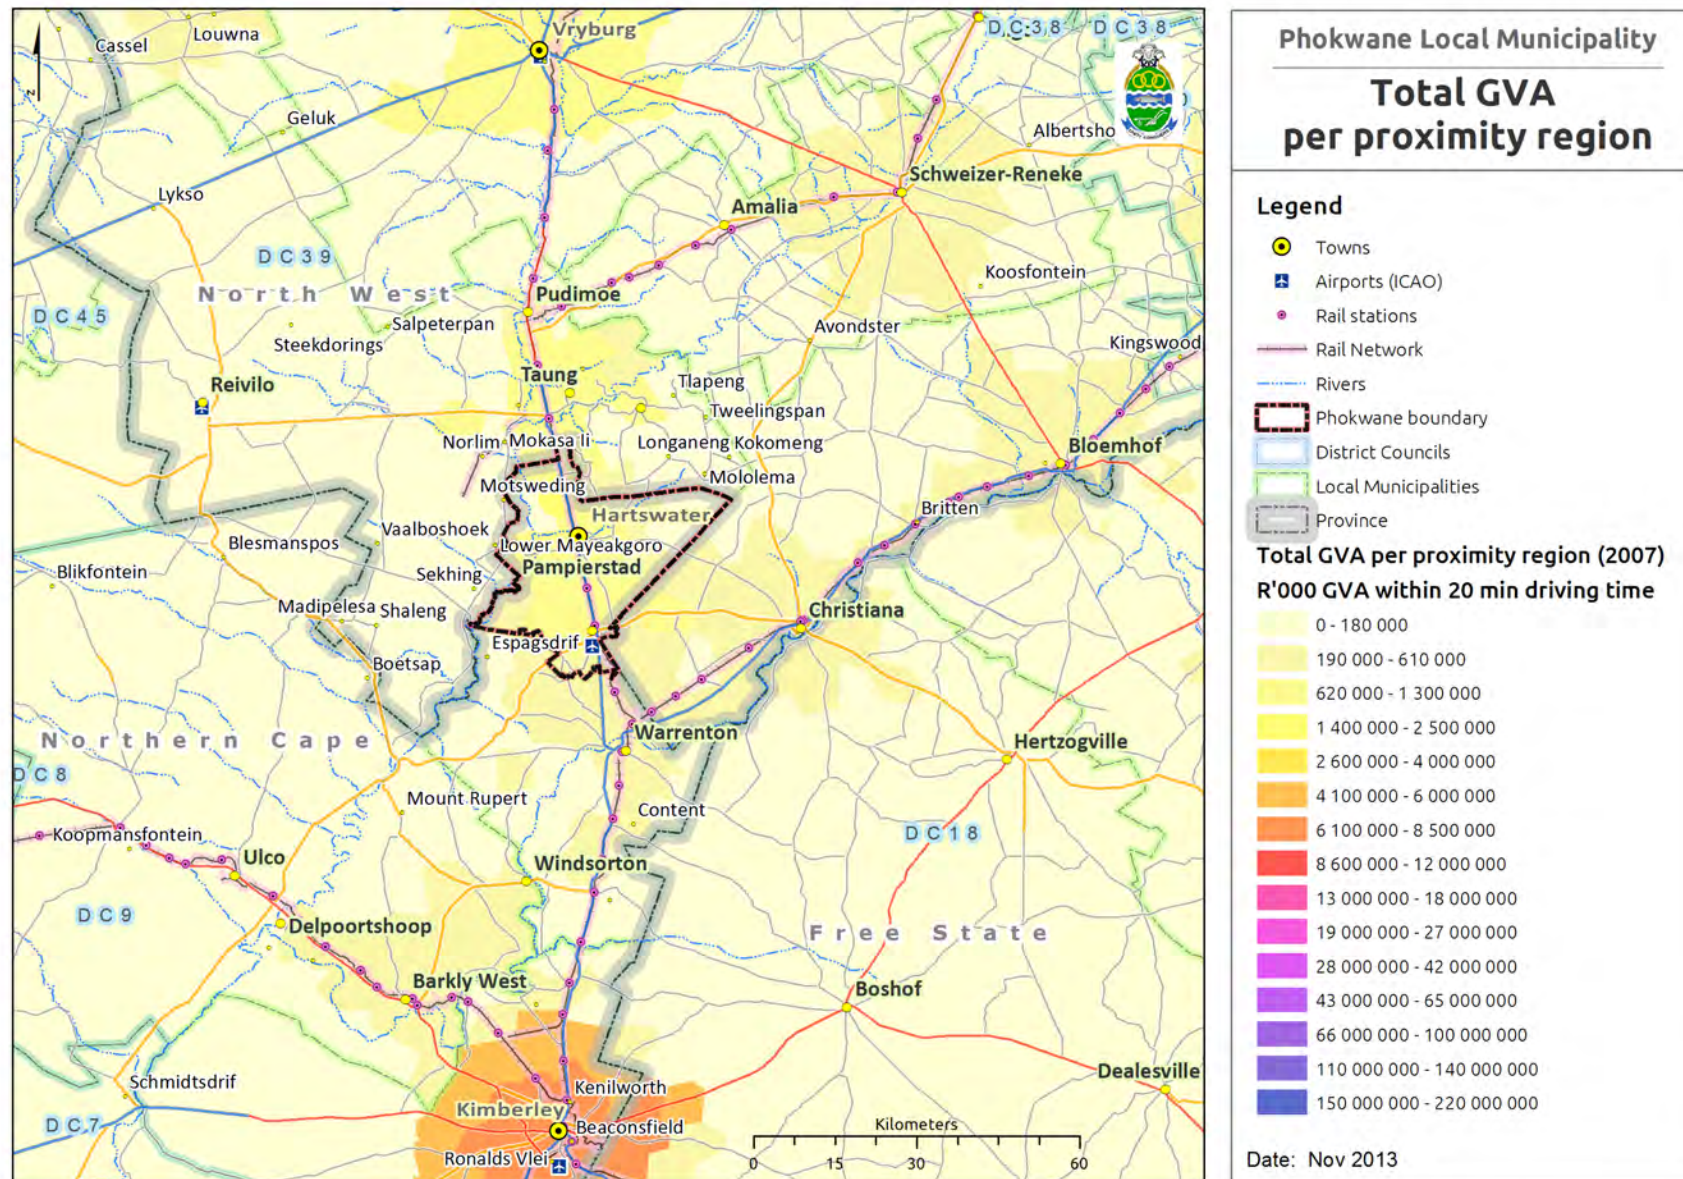 Phokwane Local Municipality
Total GVA
per proximity region
Legend
Towns
Airports (ICAO)
Rail stations
Rail Network
Rivers
Phokwane boundary
District Councils
Local Municipalities
Province
Total GVA per proximity region (2007)
R'000 GVA within 20 min driving time
0 - 180 000
190 000 - 610 000
620 000 - 1 300 000
1 400 000 - 2 500 000
2 600 000 - 4 000 000
4 100 000 - 6 000 000
6 100 000 - 8 500 000
8 600 000 - 12 000 000
13 000 000 - 18 000 000
19 000 000 - 27 000 000
28 000 000 - 42 000 000
43 000 000 - 65 000 000
66 000 000 - 100 000 000
110 000 000 - 140 000 000
150 000 000 - 220 000 000
Date: Nov 2013
N
Cassel
Louwna
Vryburg
DC38
DC38
Geluk
Albertsho
Lykso
Schweizer-Reneke
Amalia
DC39
North West
Koosfontein
DC45
Pudimoe
Salpeterpan
Steekdorings
Avondster
Kingswood
Reivilo
Taung
Tlapeng
Tweelingspan
Norlim
Mokasa Ii
Longaneng
Kokomeng
Bloemhof
Motsweding
Mololema
Hartswater
Britten
Vaalboshoek
Lower Mayeakgoro
Blesmanspos
Pampierstad
Blikfontein
Sekhing
Madipelesa
Shaleng
Christiana
Espagsdrif
Boetsap
Northern Cape
Warrenton
Hertzogville
DC8
Mount Rupert
Content
Koopmansfontein
DC18
Ulco
Windsorton
DC9
Delpoortshoop
Free State
Barkly West
Boshof
Schmidtsdrif
Kenilworth
Dealesville
Kimberley
Beaconsfield
DC7
Ronalds Vlei
Kilometers
0 15 30 60